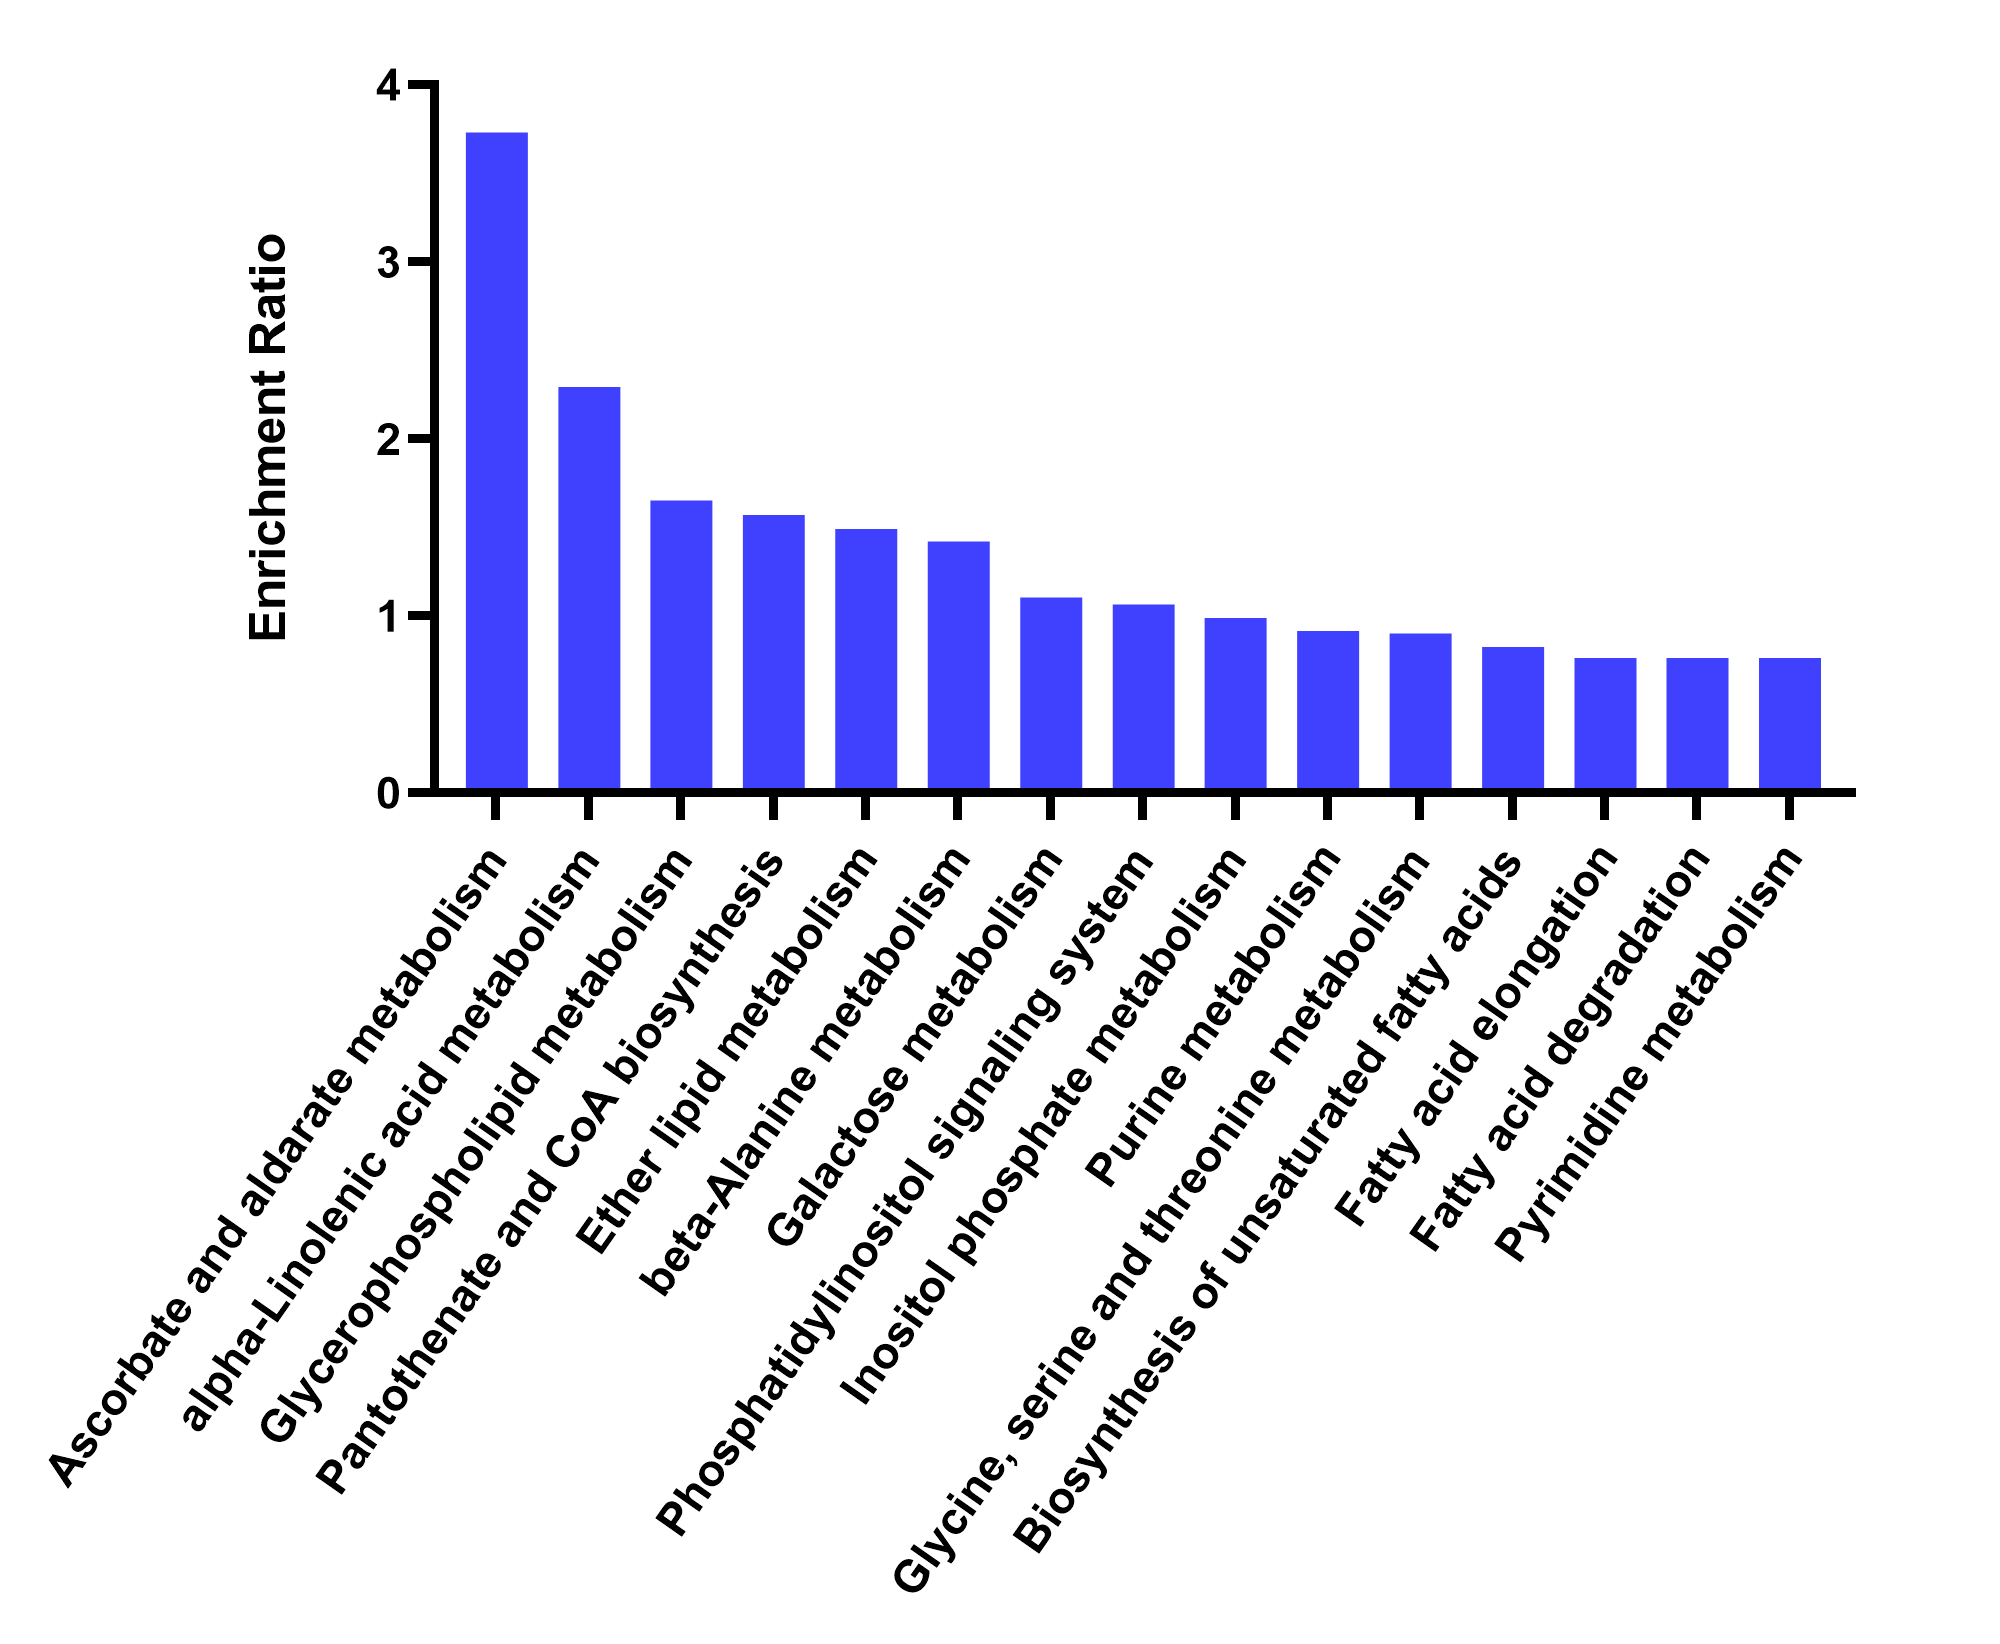 Enrichment Ratio
4
3
2
1
0
Ascorbate and aldarate metabolism
alpha-Linolenic acid metabolism
Glycerophospholipid metabolism
Pantothenate and CoA biosynthesis
Ether lipid metabolism
beta-Alanine metabolism
Galactose metabolism
Phosphatidylinositol signaling system
Inositol phosphate metabolism
Purine metabolism
Glycine, serine and threonine metabolism
Biosynthesis of unsaturated fatty acids
Fatty acid elongation
Fatty acid degradation
Pyrimidine metabolism